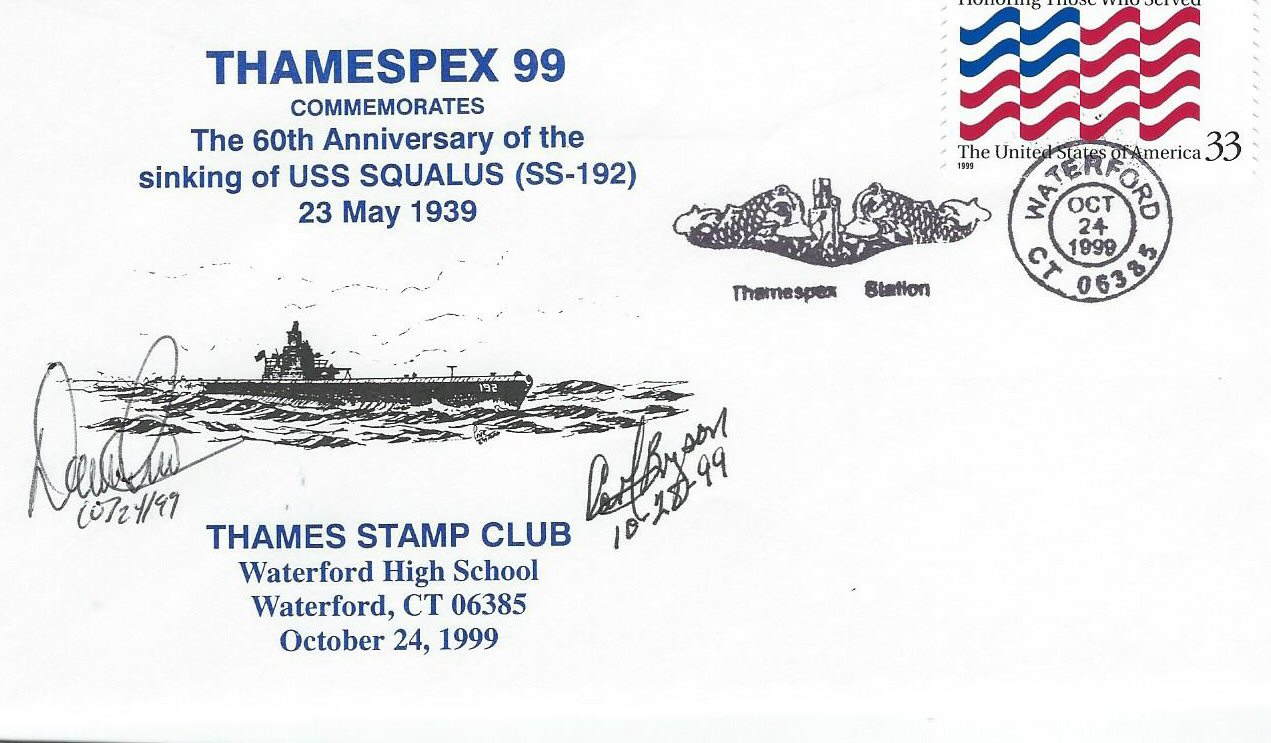 Honoring Those Who Served
The United States of America 33
1999
THAMESPEX 99
COMMEMORATES
The 60th Anniversary of the
sinking of USS SQUALUS (SS-192)
23 May 1939
WATERFORD
OCT
24
1999
CT 06385
Thamespex Station
192
10/24/99
Carl Bryson
10-28-99
THAMES STAMP CLUB
Waterford High School
Waterford, CT 06385
October 24, 1999